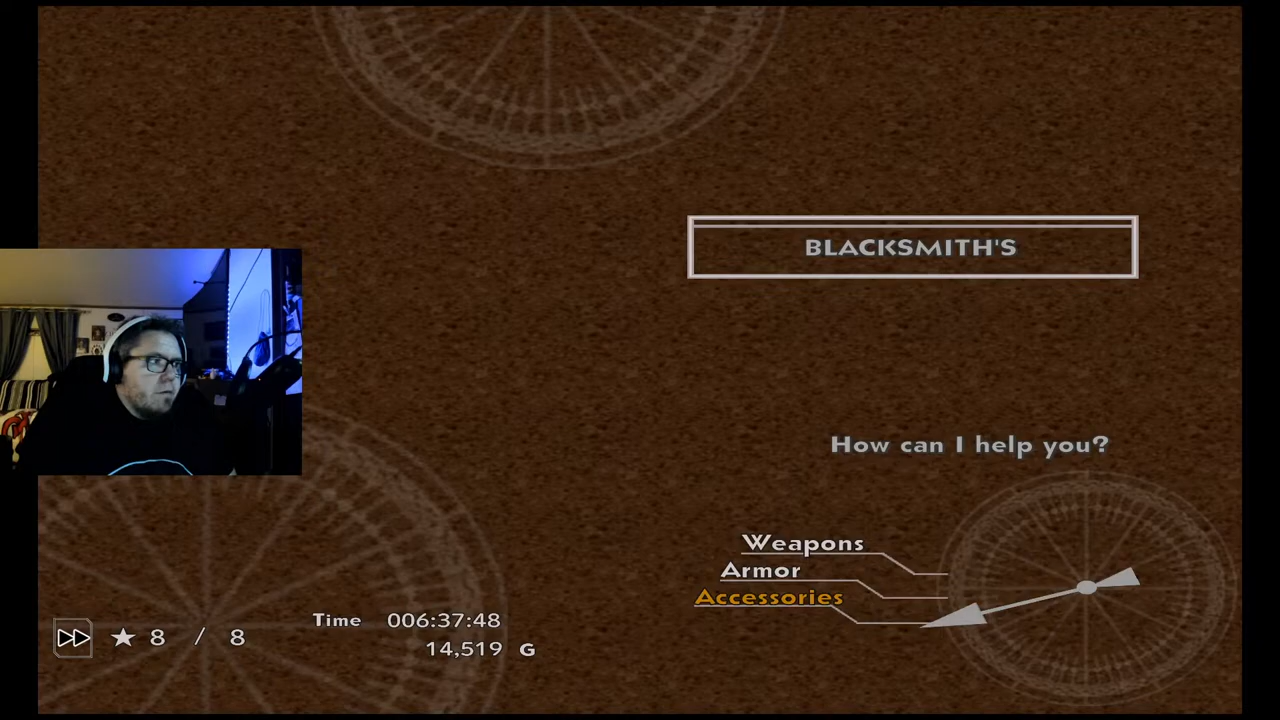 BLACKSMITH'S
How can I help you?
Weapons
Armor
Accessories
Time 006:37:48
8 / 8
14,519 G